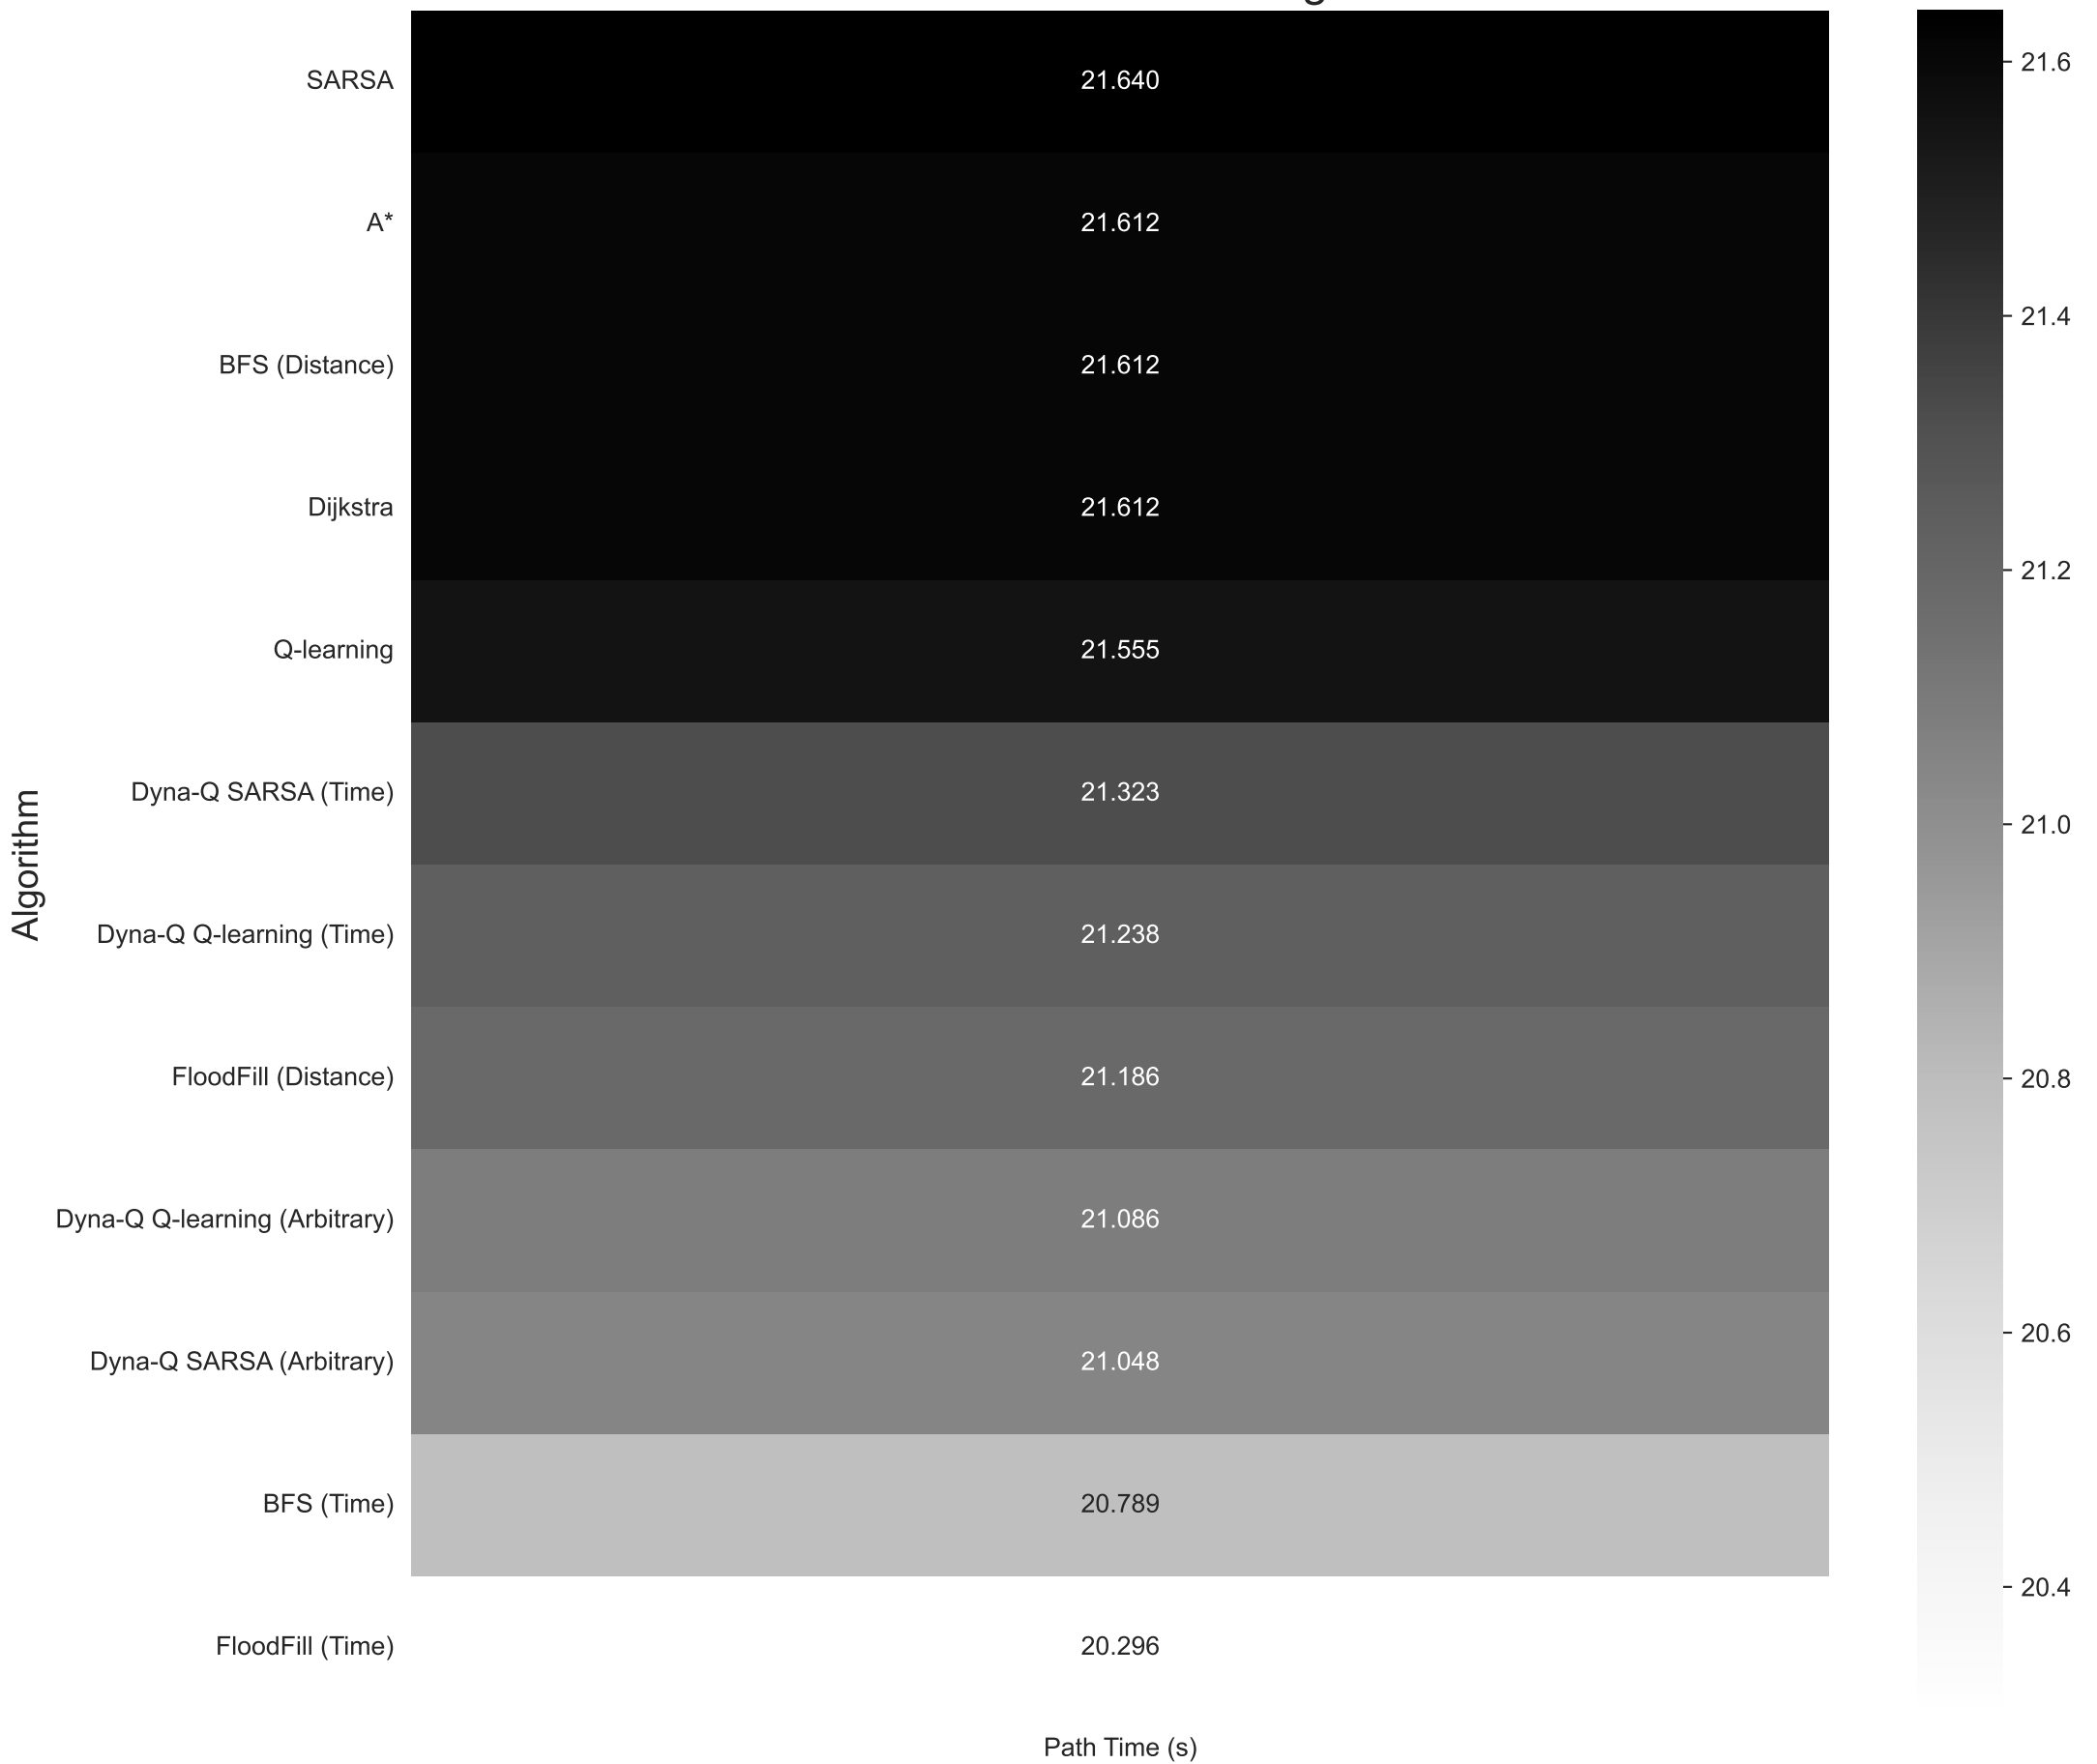 SARSA 21.640
A* 21.612
BFS (Distance) 21.612
Dijkstra 21.612
Q-learning 21.555
Dyna-Q SARSA (Time) 21.323
Dyna-Q Q-learning (Time) 21.238
FloodFill (Distance) 21.186
Dyna-Q Q-learning (Arbitrary) 21.086
Dyna-Q SARSA (Arbitrary) 21.048
BFS (Time) 20.789
FloodFill (Time) 20.296
Algorithm
Path Time (s)
21.6
21.4
21.2
21.0
20.8
20.6
20.4